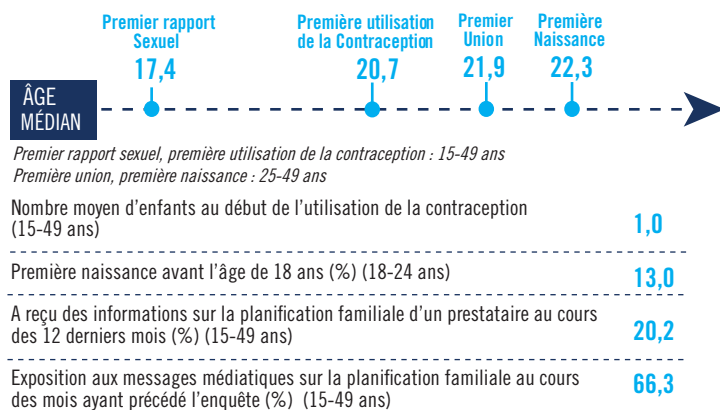 Premier rapport
Sexuel
17,4
Première utilisation
de la Contraception
20,7
Premier
Union
21,9
Première
Naissance
22,3
ÂGE
MÉDIAN
Premier rapport sexuel, première utilisation de la contraception : 15-49 ans
Première union, première naissance : 25-49 ans
Nombre moyen d'enfants au début de l'utilisation de la contraception
(15-49 ans)
1,0
Première naissance avant l'âge de 18 ans (%) (18-24 ans)
13,0
A reçu des informations sur la planification familiale d'un prestataire au cours
des 12 derniers mois (%) (15-49 ans)
20,2
Exposition aux messages médiatiques sur la planification familiale au cours
des mois ayant précédé l'enquête (%) (15-49 ans)
66,3